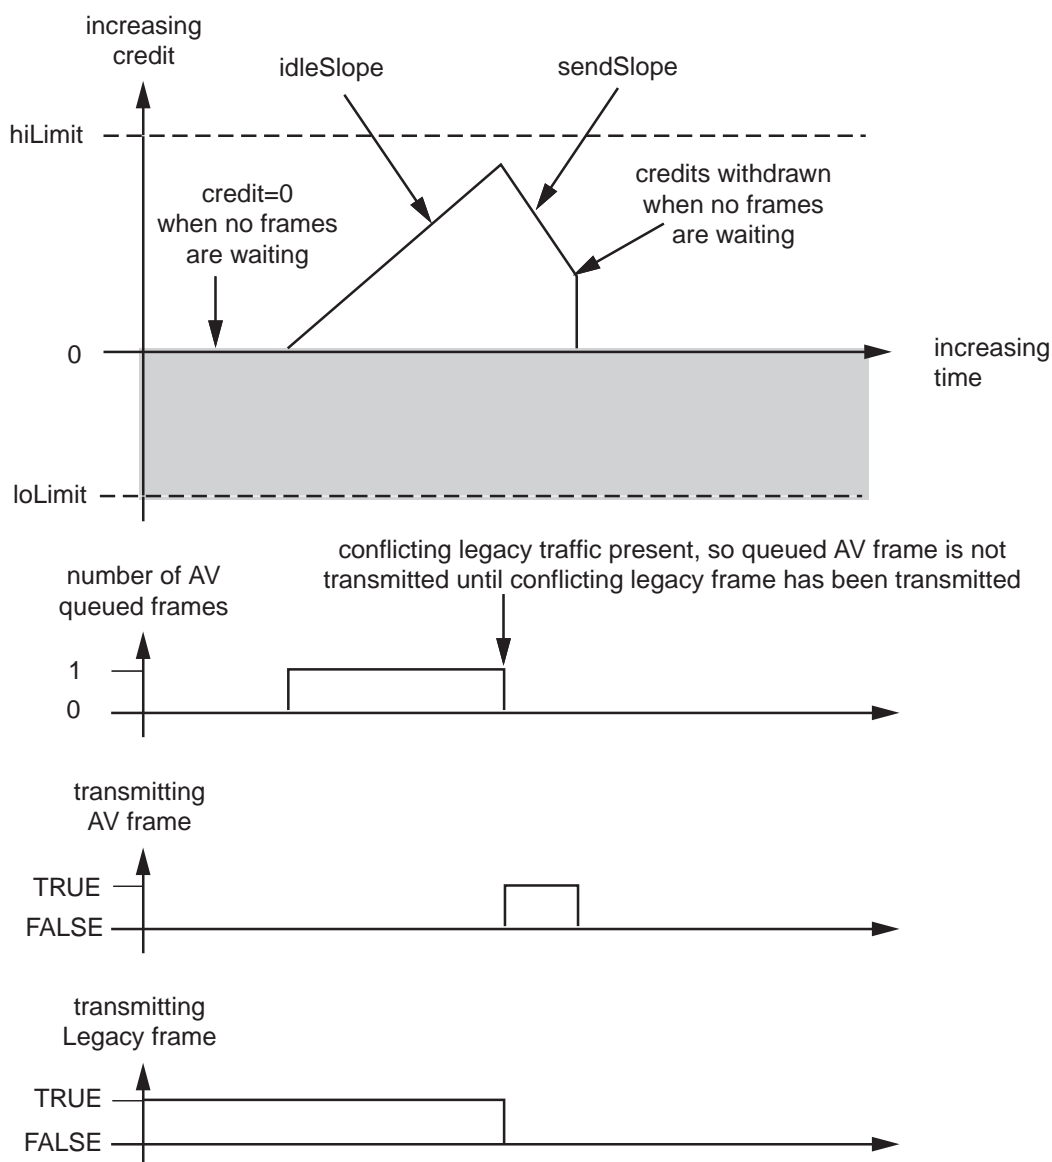 increasing
credit
idleSlope
sendSlope
hiLimit
credit=0
when no frames
are waiting
credits withdrawn
when no frames
are waiting
0
increasing
time
loLimit
conflicting legacy traffic present, so queued AV frame is not
transmitted until conflicting legacy frame has been transmitted
number of AV
queued frames
1
0
transmitting
AV frame
TRUE
FALSE
transmitting
Legacy frame
TRUE
FALSE